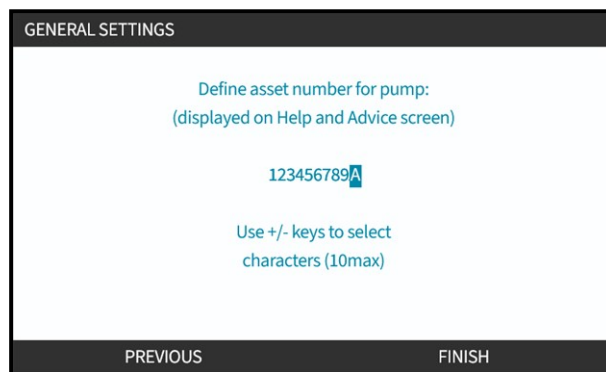 GENERAL SETTINGS
Define asset number for pump:
(displayed on Help and Advice screen)
123456789A
Use +/- keys to select
characters (10max)
PREVIOUS FINISH